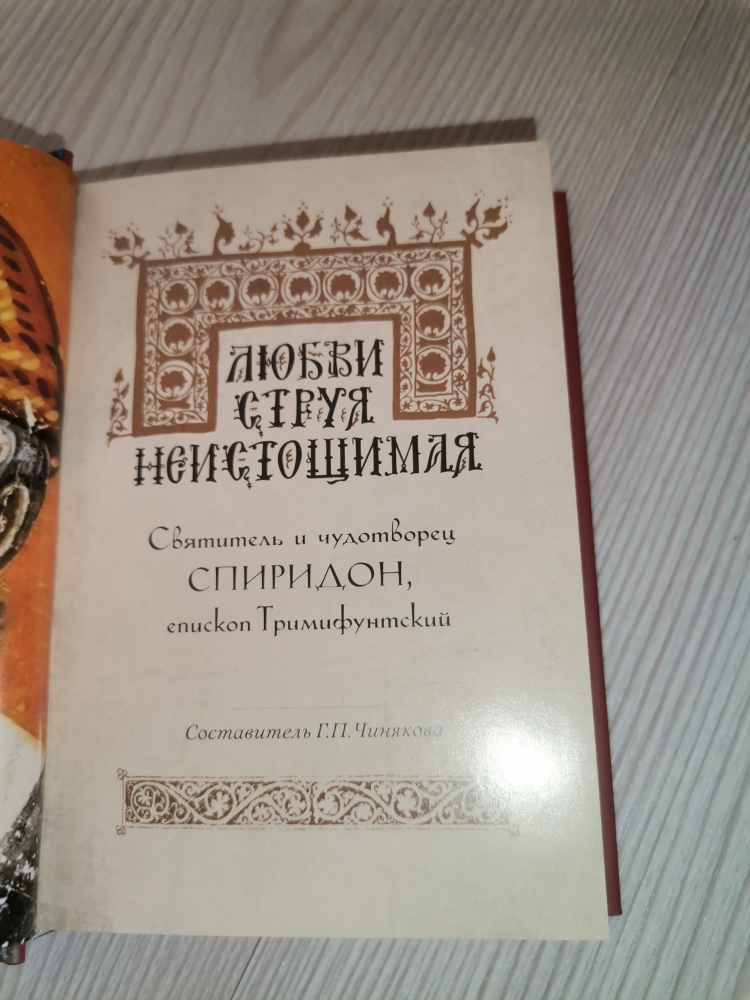 ЛЮБВИ
СТРУЯ
НЕИСТОЩИМАЯ
Святитель и чудотворец
СПИРИДОН,
епископ Тримифунтский
Составитель Г.П. Чинякова